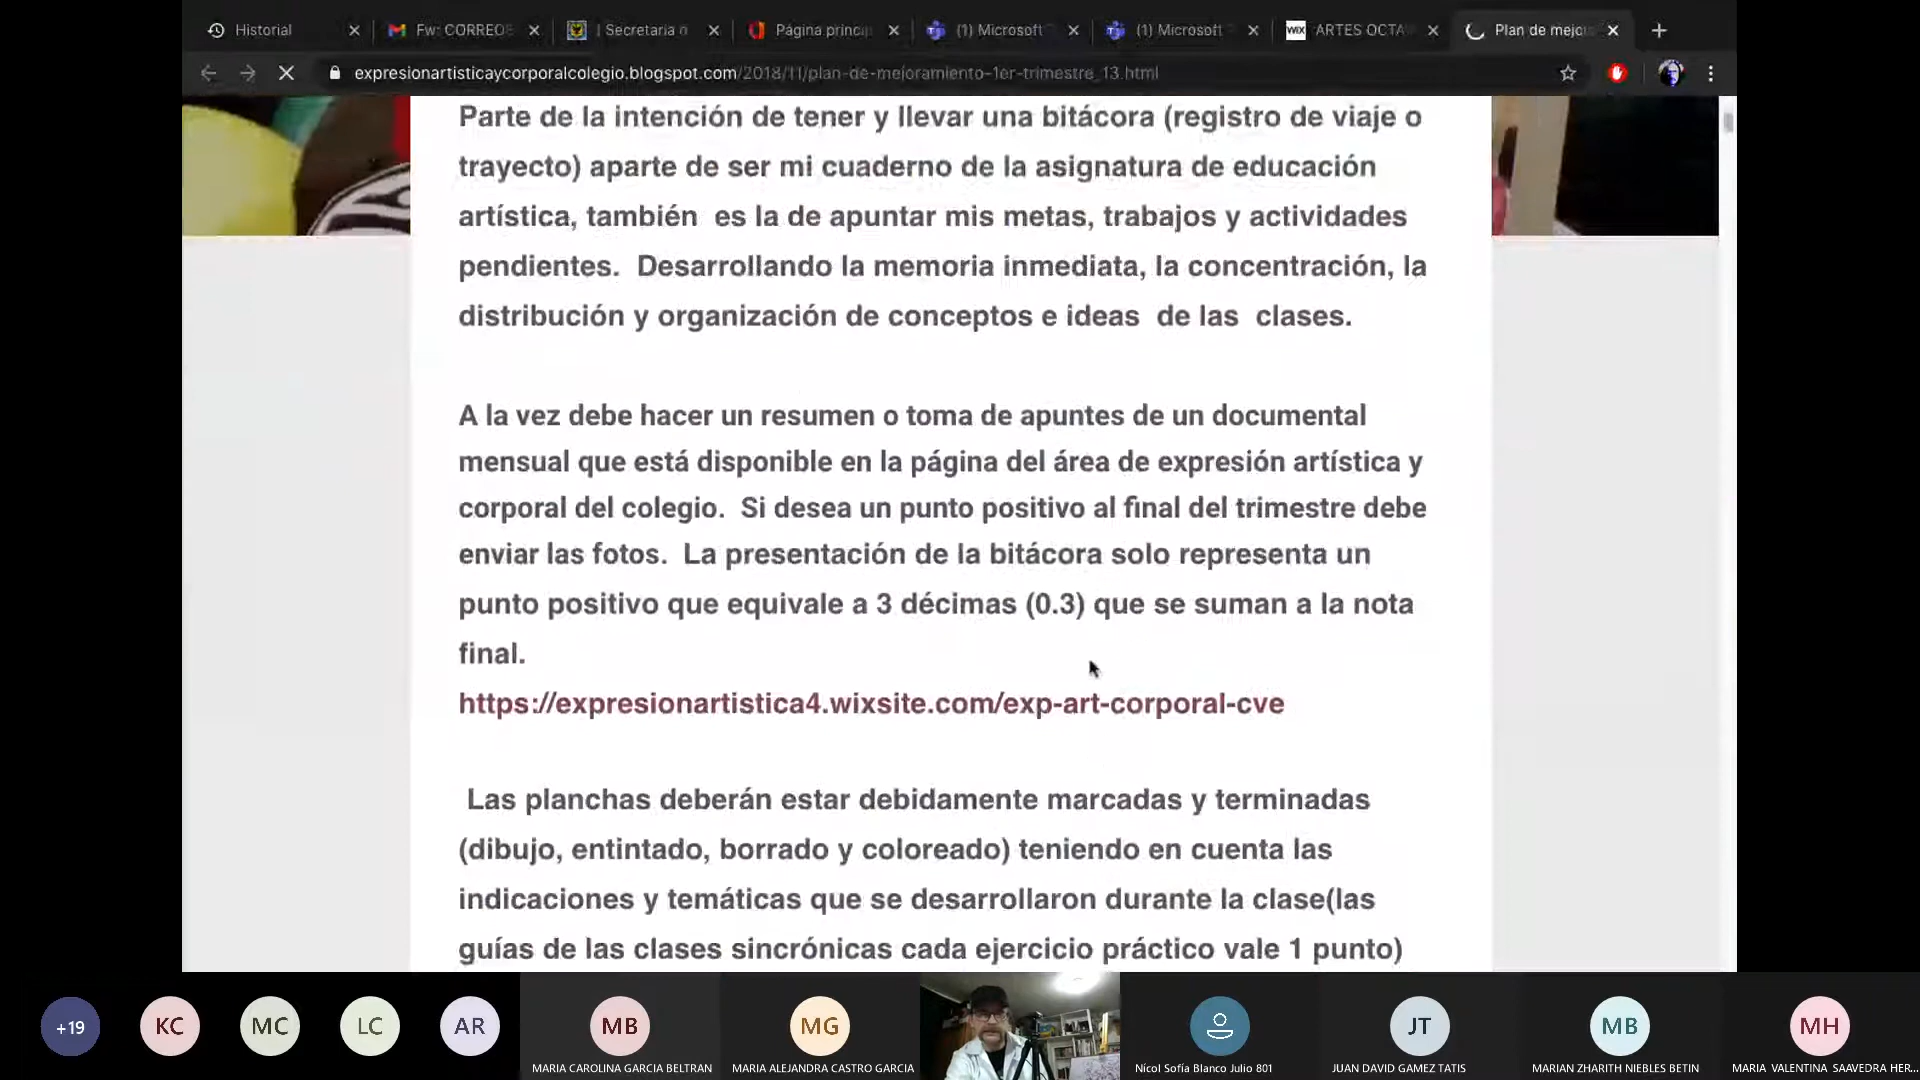 Historial
Fw: CORREOS
| Secretaria
Página princip
(1) Microsoft
(1) Microsoft
WIX ARTES OCTA
Plan de mejo
expresionartisticaycorporalcolegio.blogspot.com/2018/11/plan-de-mejoramiento-1er-trimestre_13.html
Parte de la intención de tener y llevar una bitácora (registro de viaje o
trayecto) aparte de ser mi cuaderno de la asignatura de educación
artística, también es la de apuntar mis metas, trabajos y actividades
pendientes. Desarrollando la memoria inmediata, la concentración, la
distribución y organización de conceptos e ideas de las clases.
A la vez debe hacer un resumen o toma de apuntes de un documental
mensual que está disponible en la página del área de expresión artística y
corporal del colegio. Si desea un punto positivo al final del trimestre debe
enviar las fotos. La presentación de la bitácora solo representa un
punto positivo que equivale a 3 décimas (0.3) que se suman a la nota
final.
https://expresionartistica4.wixsite.com/exp-art-corporal-cve
Las planchas deberán estar debidamente marcadas y terminadas
(dibujo, entintado, borrado y coloreado) teniendo en cuenta las
indicaciones y temáticas que se desarrollaron durante la clase(las
guías de las clases sincrónicas cada ejercicio práctico vale 1 punto)
+19
KC
MC
LC
AR
MB
MG
JT
MB
MH
MARIA CAROLINA GARCIA BELTRAN
MARIA ALEJANDRA CASTRO GARCIA
Nícol Sofía Blanco Julio 801
JUAN DAVID GAMEZ TATIS
MARIAN ZHARITH NIEBLES BETIN
MARIA VALENTINA SAAVEDRA HER...